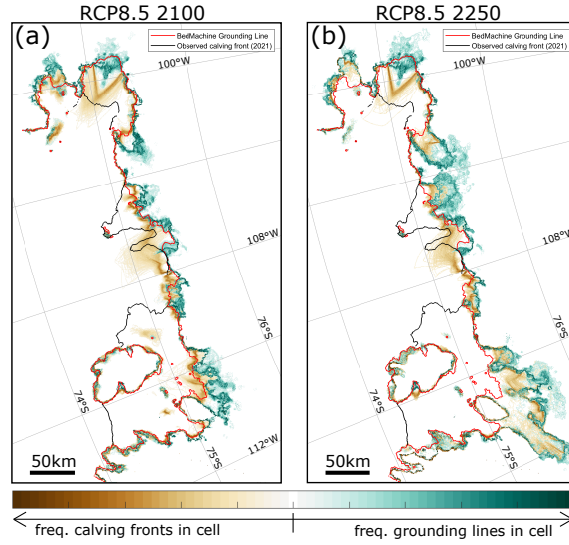 RCP8.5 2100
RCP8.5 2250
(a)
BedMachine Grounding Line
Observed calving front (2021)
100°W
108°W
76°S
74°S
75°S
112°W
50km
(b)
BedMachine Grounding Line
Observed calving front (2021)
100°W
108°W
76°S
74°S
75°S
112°W
50km
freq. calving fronts in cell
freq. grounding lines in cell